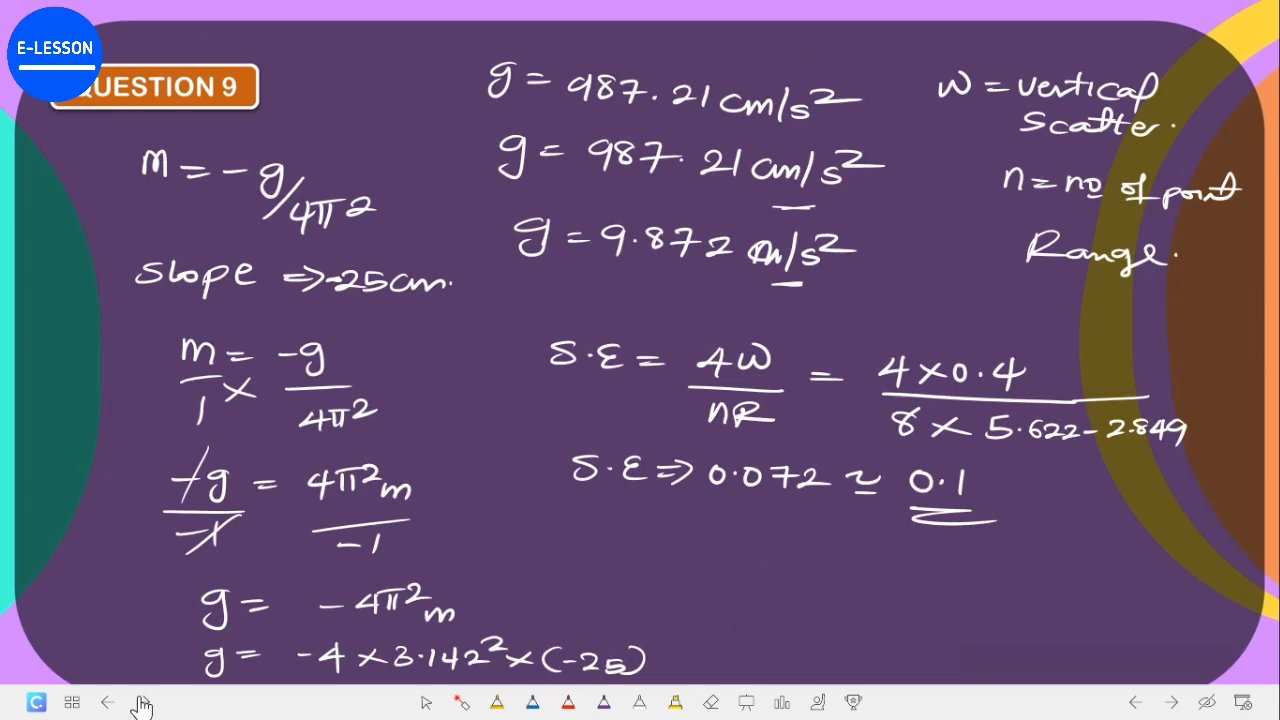 E-LESSON
QUESTION 9
m = -g/4π²
slope => -25cm.
m/1 × -g/4π²
-g/-1 = 4π²m/-1
g = -4π²m
g = -4 × 3.142² × (-25)
g = 987.21 cm/s²
g = 987.21 cm/s²
g = 9.872 m/s²
S.E = 4W/nR = 4×0.4/8 × 5.622-2.849
S.E => 0.072 ≃ 0.1
W = vertical
Scatter.
n = no of point
Range.